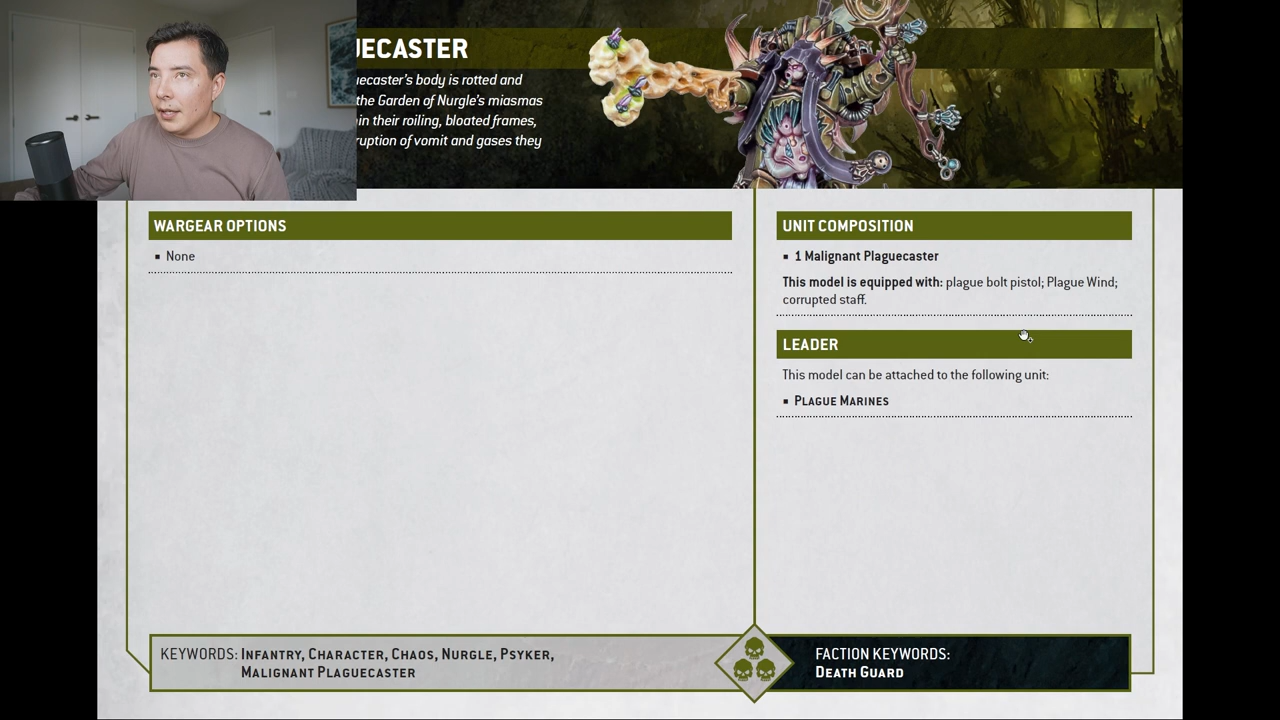 UECASTER
uecaster's body is rotted and
the Garden of Nurgle's miasmas
in their roiling, bloated frames,
ruption of vomit and gases they
WARGEAR OPTIONS
▪ None
UNIT COMPOSITION
▪ 1 Malignant Plaguecaster
This model is equipped with: plague bolt pistol; Plague Wind;
corrupted staff.
LEADER
This model can be attached to the following unit:
▪ PLAGUE MARINES
KEYWORDS: INFANTRY, CHARACTER, CHAOS, NURGLE, PSYKER,
MALIGNANT PLAGUECASTER
FACTION KEYWORDS:
DEATH GUARD